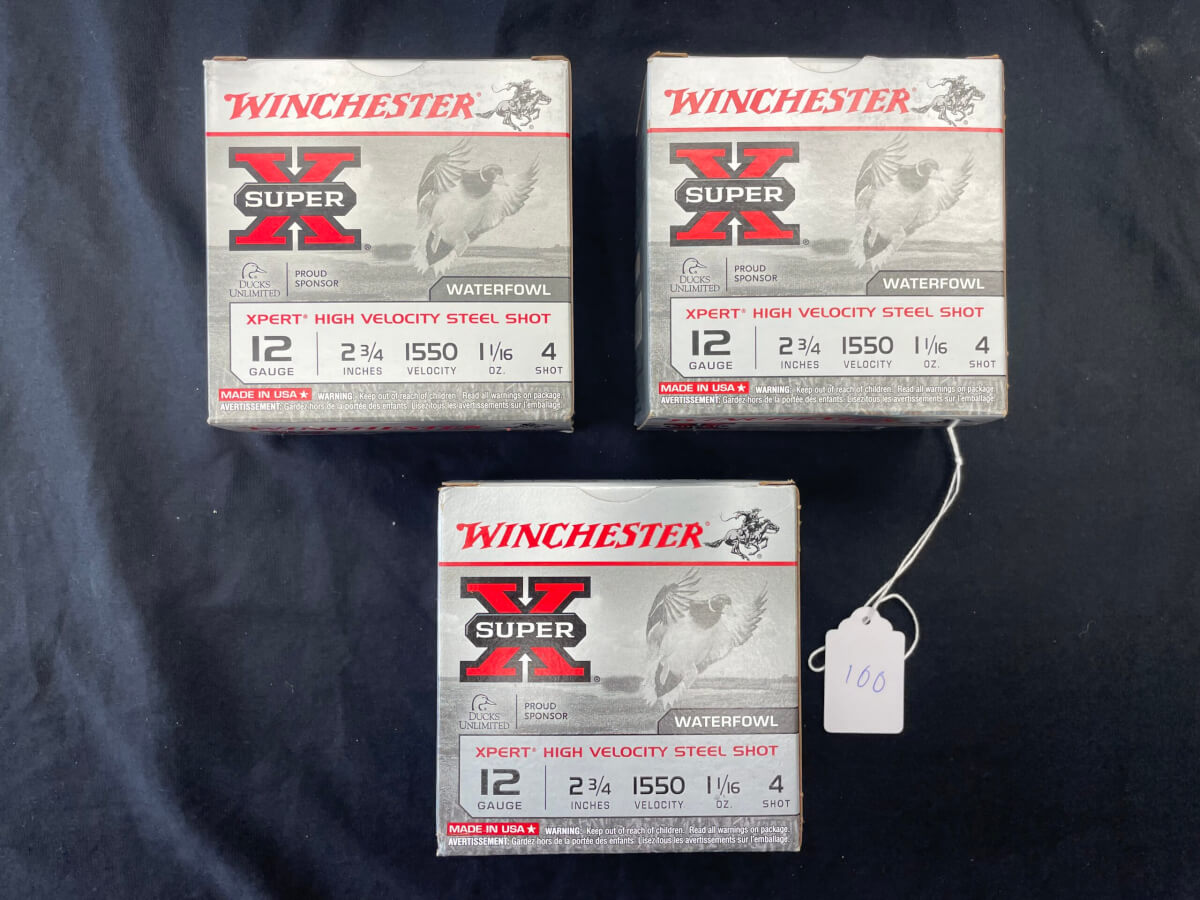 WINCHESTER®
X
SUPER
DUCKS
UNLIMITED
PROUD
SPONSOR
WATERFOWL
XPERT® HIGH VELOCITY STEEL SHOT
12 2 3/4 1550 1 1/16 4
GAUGE INCHES VELOCITY OZ. SHOT
MADE IN USA★ WARNING: Keep out of reach of children. Read all warnings on package.
AVERTISSEMENT: Gardez hors de la portée des enfants. Lisez tous les avertissements sur l'emballage.
WINCHESTER
WINCHESTER®
X
SUPER
DUCKS
UNLIMITED
PROUD
SPONSOR
WATERFOWL
XPERT® HIGH VELOCITY STEEL SHOT
12 2 3/4 1550 1 1/16 4
GAUGE INCHES VELOCITY OZ. SHOT
MADE IN USA★ WARNING: Keep out of reach of children. Read all warnings on package.
AVERTISSEMENT: Gardez hors de la portée des enfants. Lisez tous les avertissements sur l'emballage.
WINCHESTER®
X
SUPER
DUCKS
UNLIMITED
PROUD
SPONSOR
WATERFOWL
XPERT® HIGH VELOCITY STEEL SHOT
12 2 3/4 1550 1 1/16 4
GAUGE INCHES VELOCITY OZ. SHOT
MADE IN USA★ WARNING: Keep out of reach of children. Read all warnings on package.
AVERTISSEMENT: Gardez hors de la portée des enfants. Lisez tous les avertissements sur l'emballage.
100